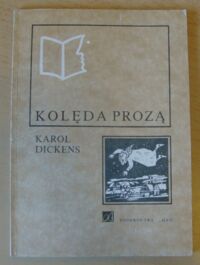 KOLĘDA PROZĄ
KAROL
DICKENS